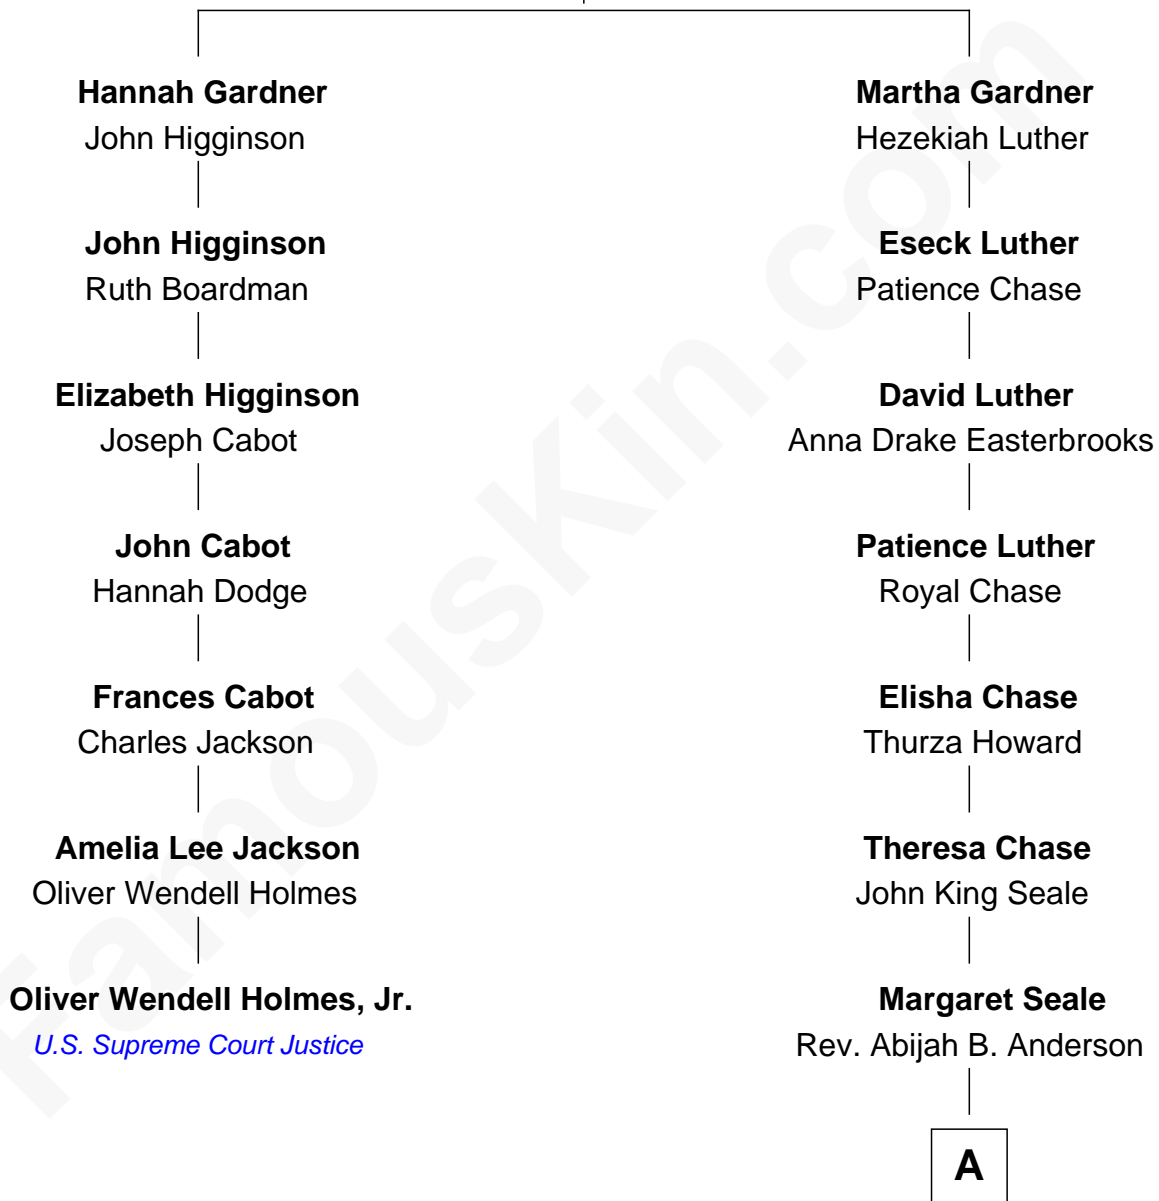 Hannah Gardner
John Higginson
John Higginson
Ruth Boardman
Elizabeth Higginson
Joseph Cabot
John Cabot
Hannah Dodge
Frances Cabot
Charles Jackson
Amelia Lee Jackson
Oliver Wendell Holmes
Oliver Wendell Holmes, Jr.
U.S. Supreme Court Justice
Martha Gardner
Hezekiah Luther
Eseck Luther
Patience Chase
David Luther
Anna Drake Easterbrooks
Patience Luther
Royal Chase
Elisha Chase
Thurza Howard
Theresa Chase
John King Seale
Margaret Seale
Rev. Abijah B. Anderson
A
FamousKin.com